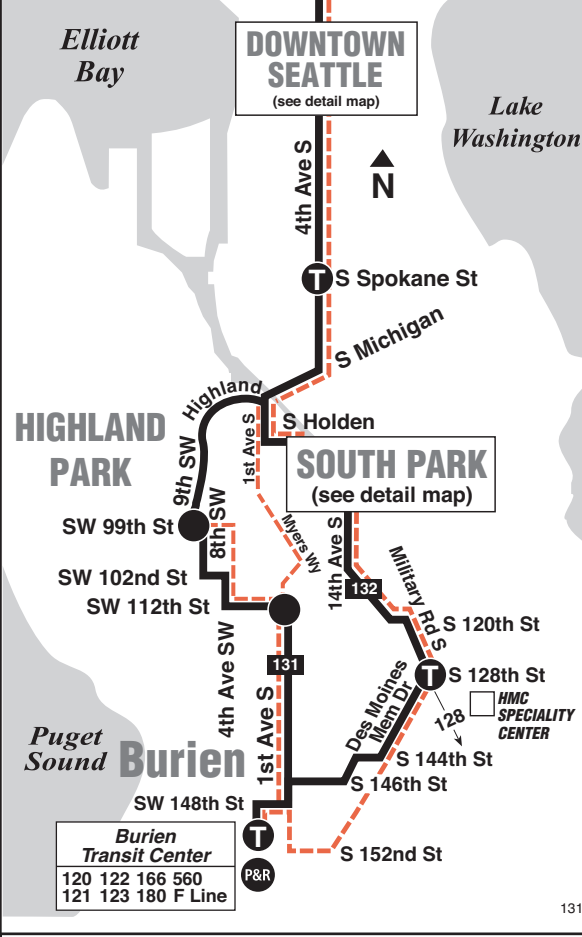 Elliott
Bay
DOWNTOWN
SEATTLE
(see detail map)
Lake
Washington
4th Ave S
N
T S Spokane St
S Michigan
Highland
HIGHLAND
PARK
9th SW
1st Ave S
S Holden
SOUTH PARK
(see detail map)
SW 99th St
8th SW
Myers Wy
14th Ave S
Military Rd S
SW 102nd St
132
SW 112th St
S 120th St
4th Ave SW
131
1st Ave S
Des Moines
Mem Dr
T S 128th St
128
HMC
SPECIALITY
CENTER
Puget
Sound
Burien
S 144th St
S 146th St
SW 148th St
T
Burien
Transit Center
120 122 166 560
121 123 180 F Line
P&R
S 152nd St
131